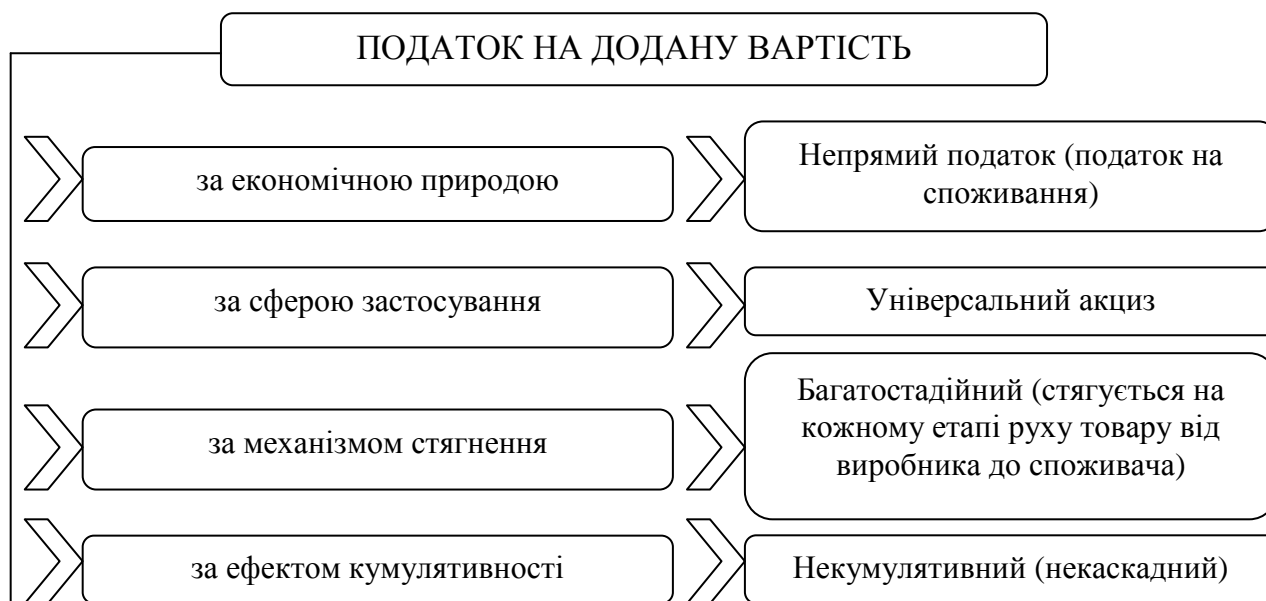 ПОДАТОК НА ДОДАНУ ВАРТІСТЬ
за економічною природою
Непрямий податок (податок на
споживання)
за сферою застосування
Універсальний акциз
за механізмом стягнення
Багатостадійний (стягується на
кожному етапі руху товару від
виробника до споживача)
за ефектом кумулятивності
Некумулятивний (некаскадний)